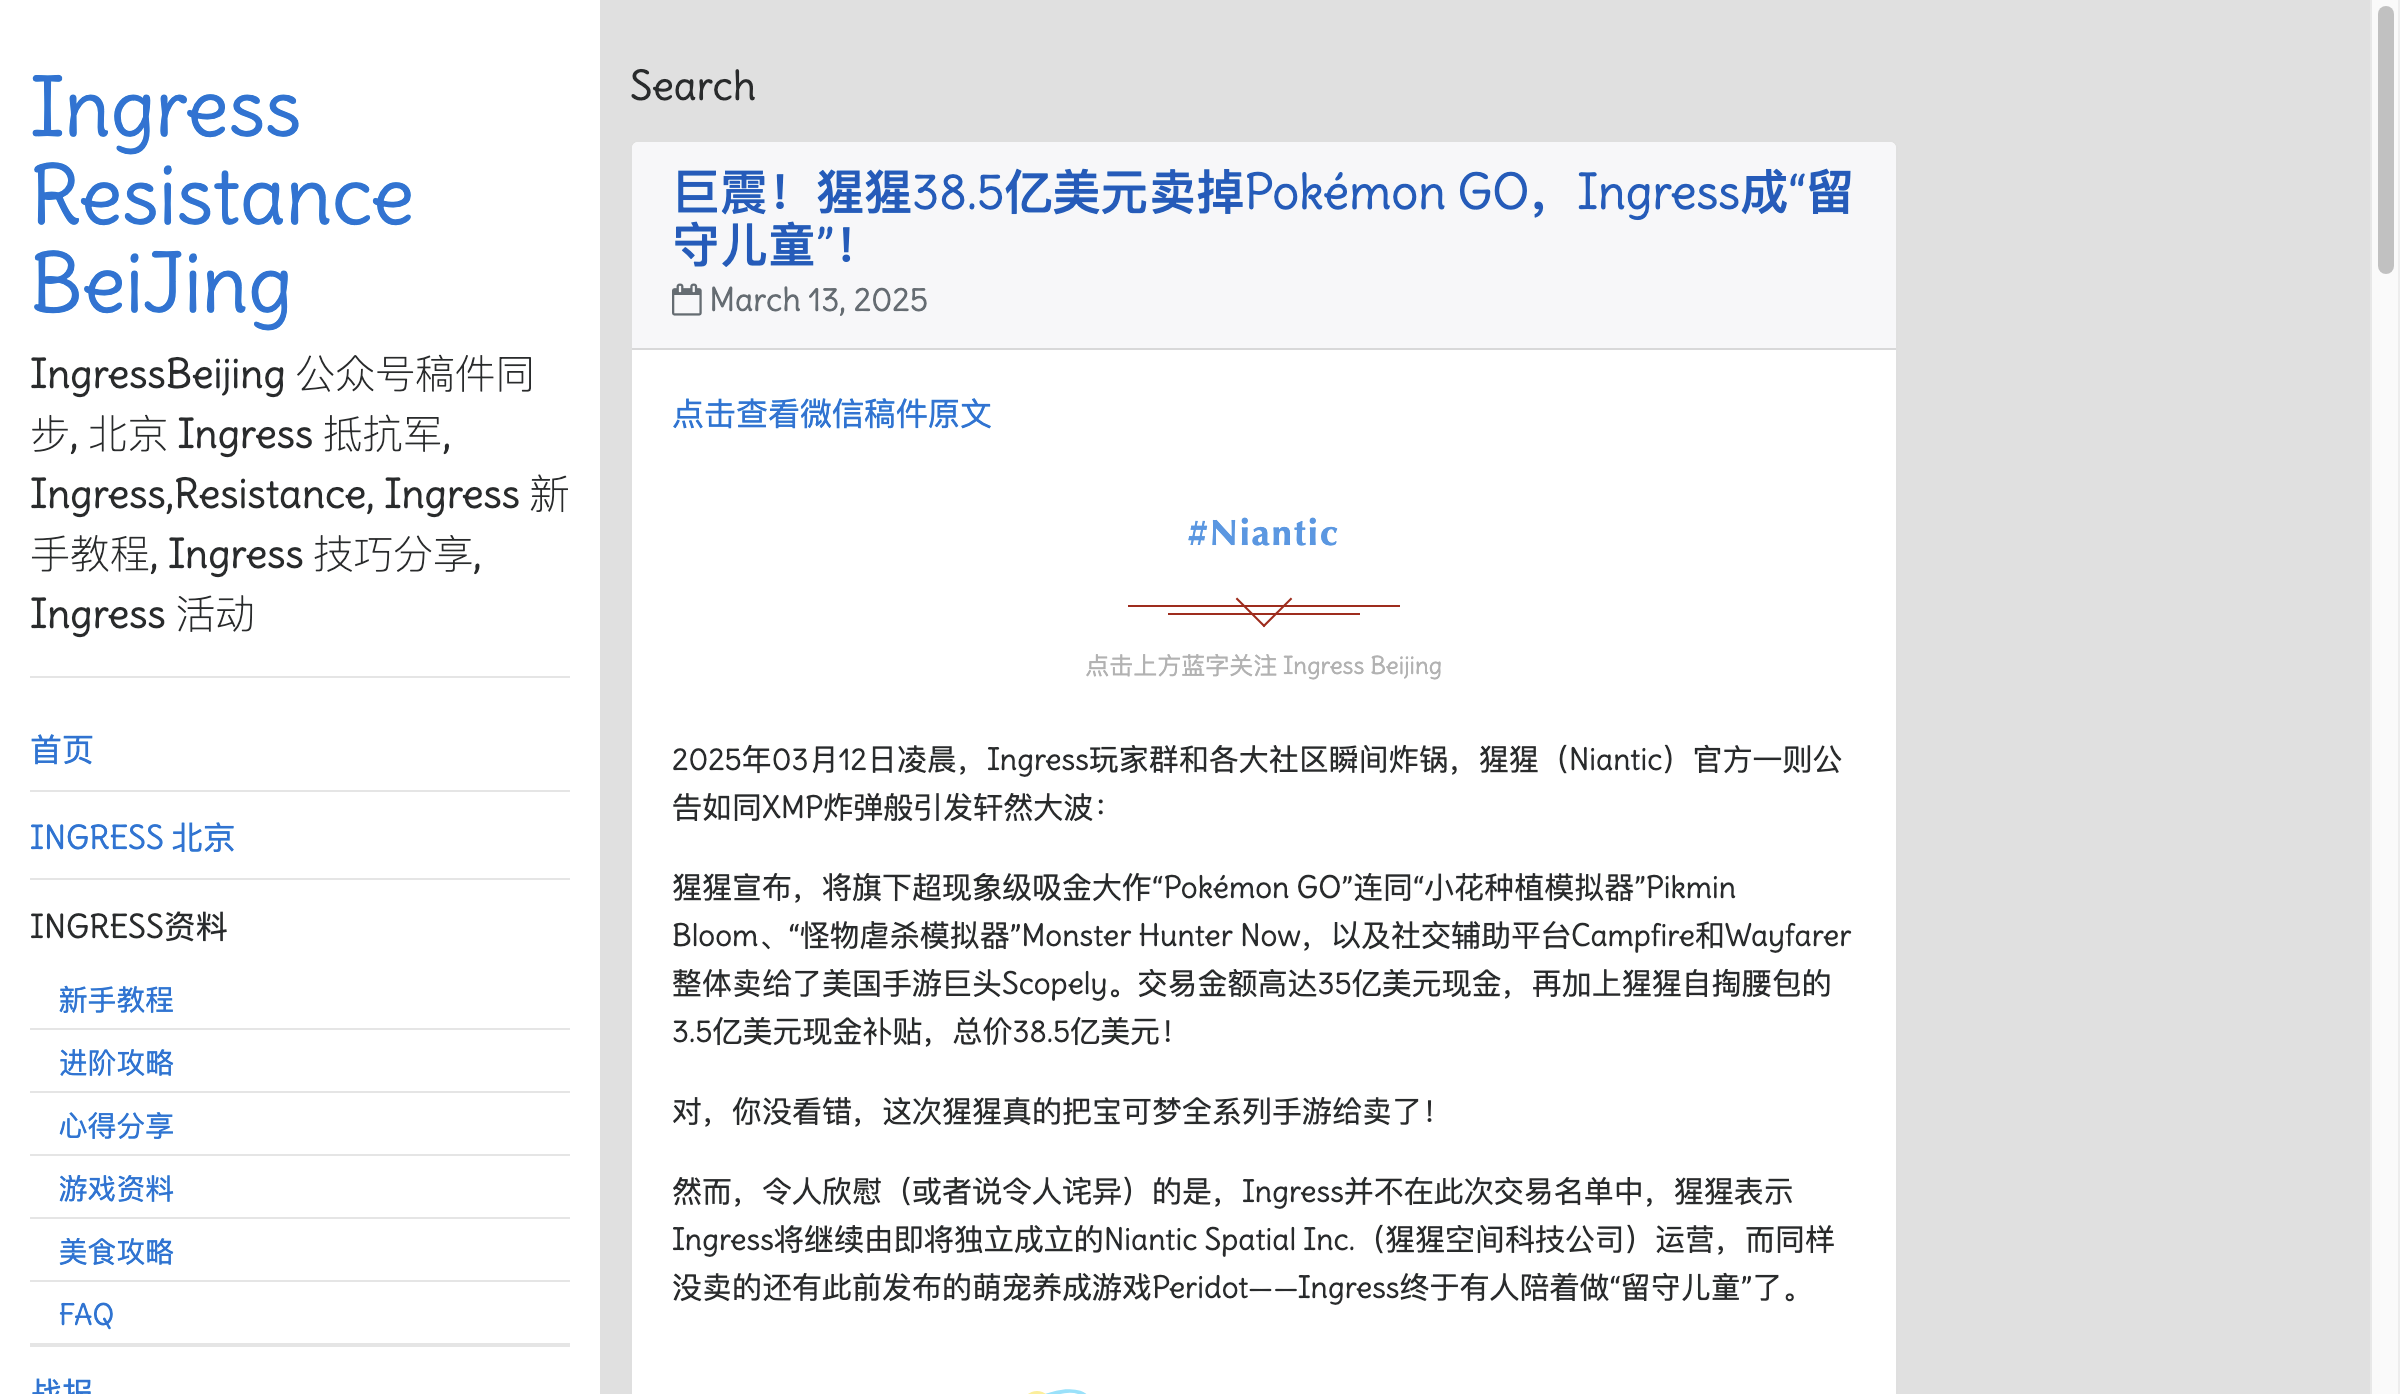 Ingress
Resistance
BeiJing
IngressBeijing 公众号稿件同
步, 北京 Ingress 抵抗军,
Ingress,Resistance, Ingress 新
手教程, Ingress 技巧分享,
Ingress 活动
首页
INGRESS 北京
INGRESS资料
新手教程
进阶攻略
心得分享
游戏资料
美食攻略
FAQ
战报
Search
巨震！猩猩38.5亿美元卖掉Pokémon GO，Ingress成“留
守儿童”！
March 13, 2025
点击查看微信稿件原文
#Niantic
点击上方蓝字关注 Ingress Beijing
2025年03月12日凌晨，Ingress玩家群和各大社区瞬间炸锅，猩猩（Niantic）官方一则公
告如同XMP炸弹般引发轩然大波：
猩猩宣布，将旗下超现象级吸金大作“Pokémon GO”连同“小花种植模拟器”Pikmin
Bloom、“怪物虐杀模拟器”Monster Hunter Now，以及社交辅助平台Campfire和Wayfarer
整体卖给了美国手游巨头Scopely。交易金额高达35亿美元现金，再加上猩猩自掏腰包的
3.5亿美元现金补贴，总价38.5亿美元！
对，你没看错，这次猩猩真的把宝可梦全系列手游给卖了！
然而，令人欣慰（或者说令人诧异）的是，Ingress并不在此次交易名单中，猩猩表示
Ingress将继续由即将独立成立的Niantic Spatial Inc.（猩猩空间科技公司）运营，而同样
没卖的还有此前发布的萌宠养成游戏Peridot——Ingress终于有人陪着做“留守儿童”了。